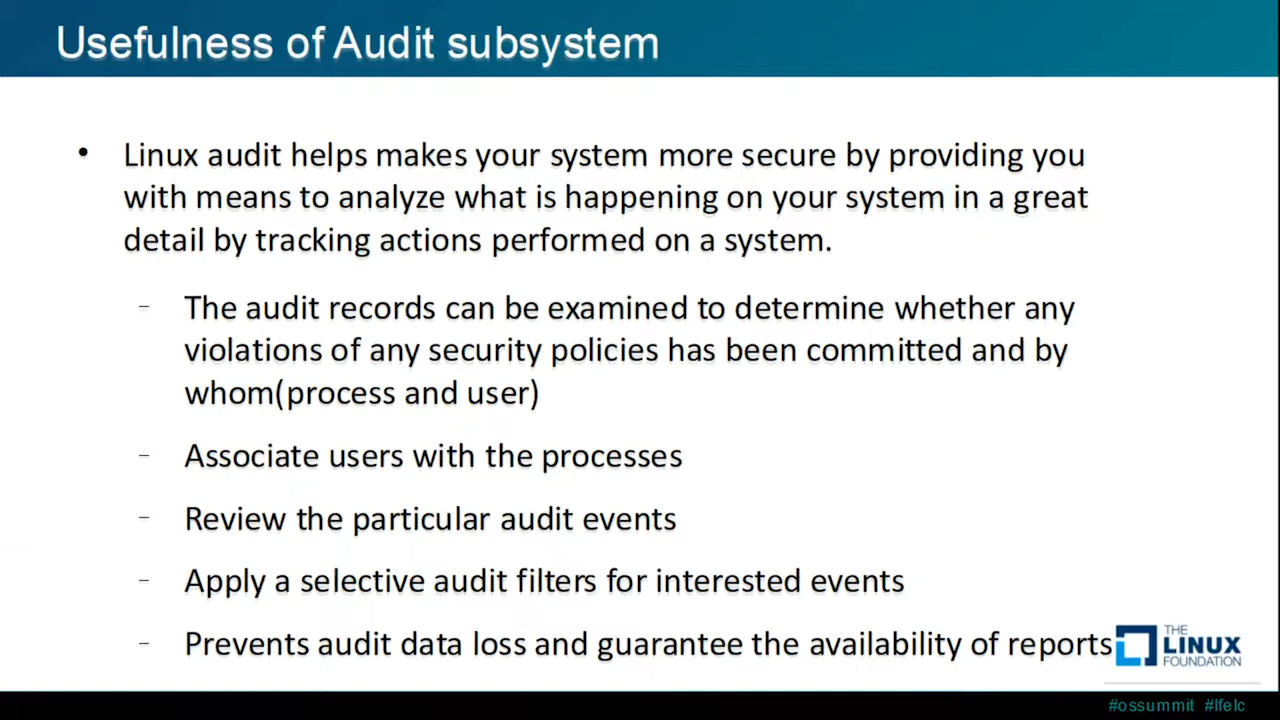 Usefulness of Audit subsystem
• Linux audit helps makes your system more secure by providing you
with means to analyze what is happening on your system in a great
detail by tracking actions performed on a system.
– The audit records can be examined to determine whether any
violations of any security policies has been committed and by
whom(process and user)
– Associate users with the processes
– Review the particular audit events
– Apply a selective audit filters for interested events
– Prevents audit data loss and guarantee the availability of reports
THE
LINUX
FOUNDATION
#ossummit #lfelc